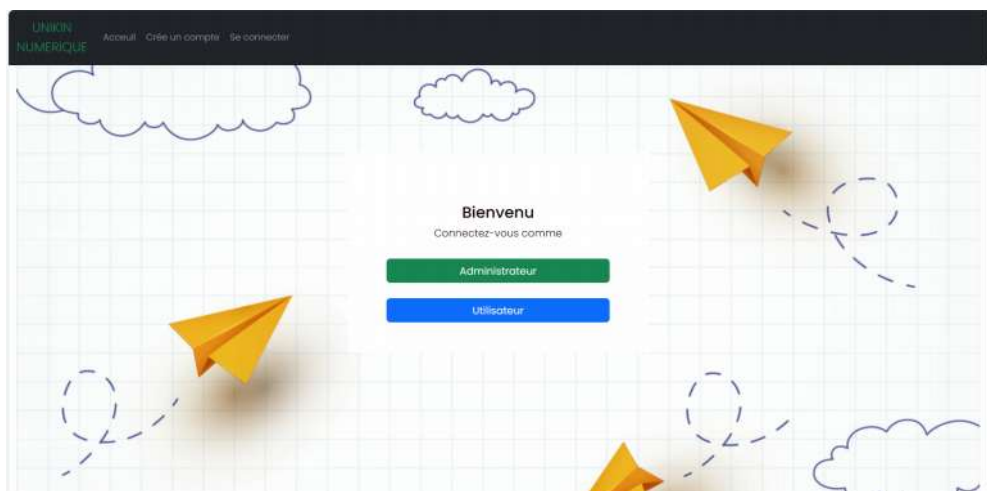 UNIKIN
NUMERIQUE
Acceuil Crée un compte Se connecter
Bienvenu
Connectez-vous comme
Administrateur
Utilisateur